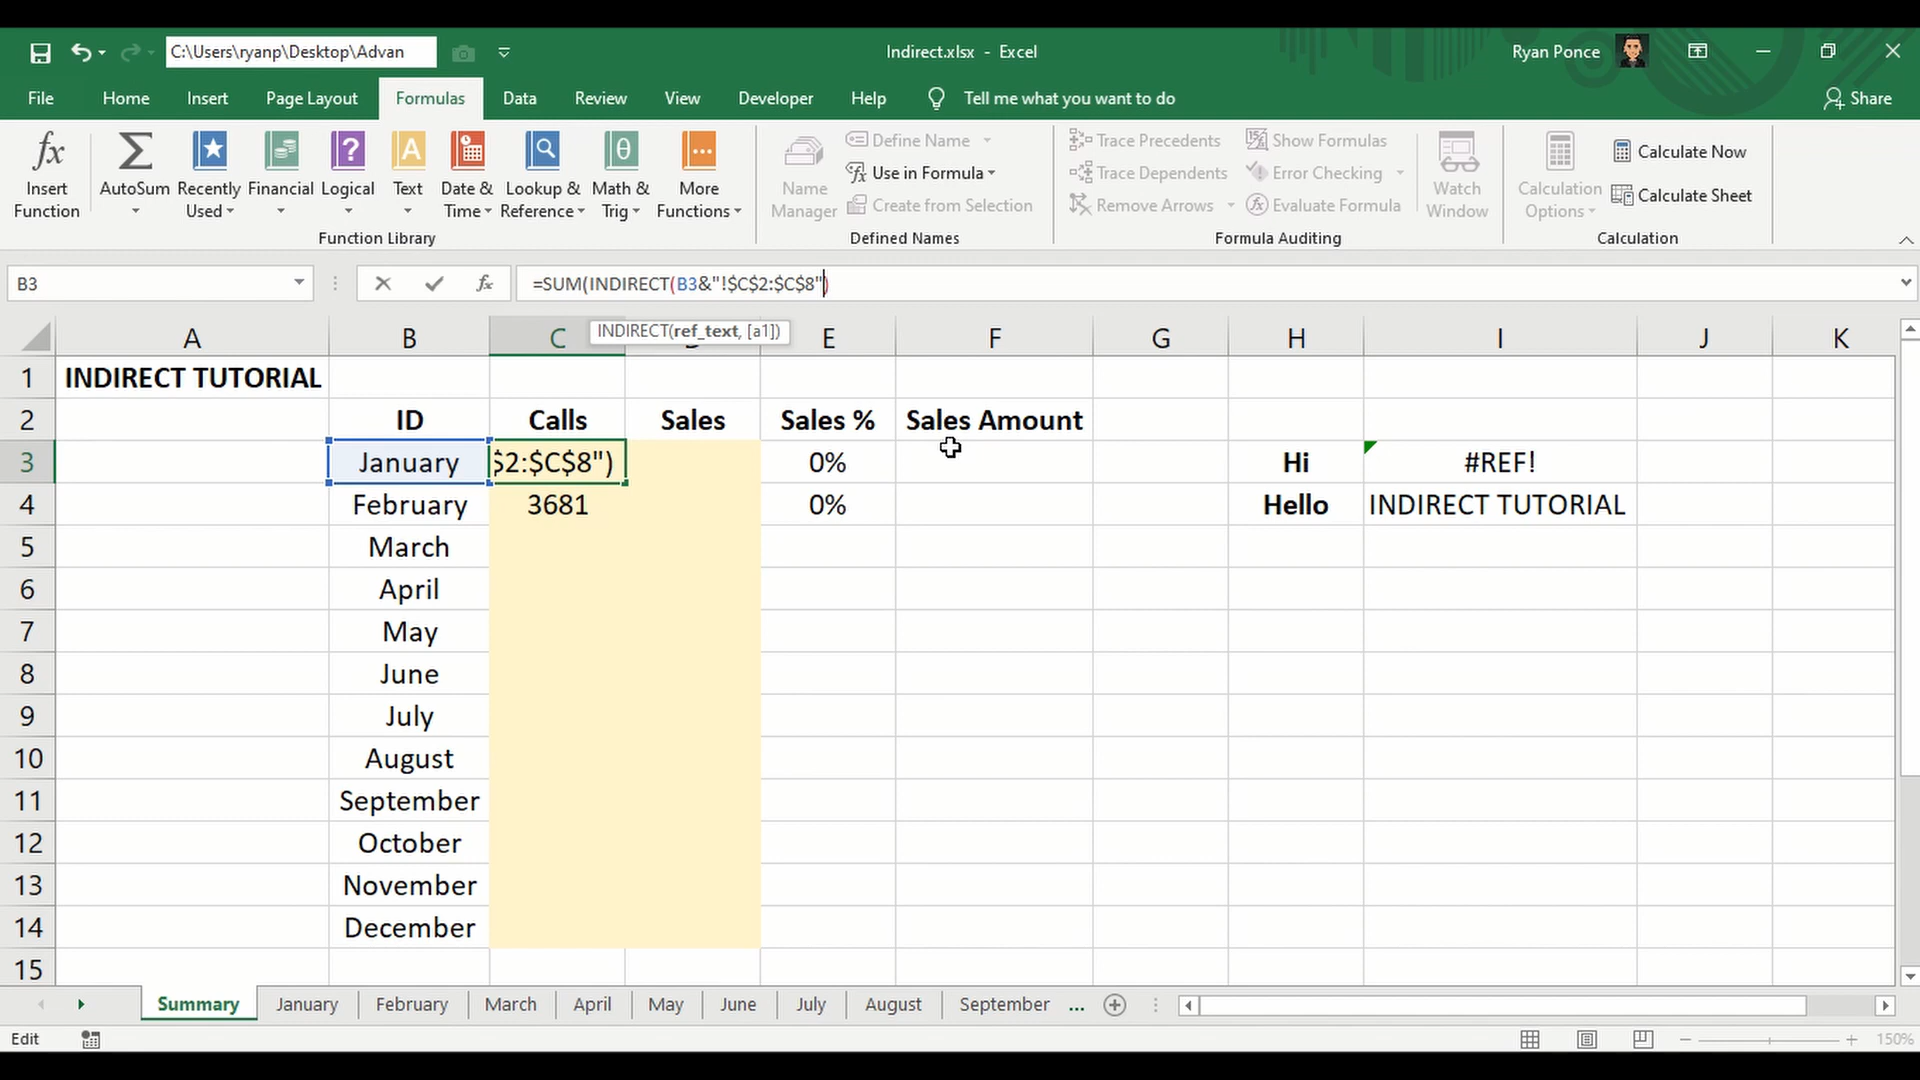 C:\Users\ryanp\Desktop\Advan
Indirect.xlsx - Excel
Ryan Ponce
File Home Insert Page Layout Formulas Data Review View Developer Help Tell me what you want to do Share
Insert Function
AutoSum
Recently Used
Financial
Logical
Text
Date & Time
Lookup & Reference
Math & Trig
More Functions
Function Library
Name Manager
Define Name
Use in Formula
Create from Selection
Defined Names
Trace Precedents
Trace Dependents
Remove Arrows
Show Formulas
Error Checking
Evaluate Formula
Formula Auditing
Watch Window
Calculation Options
Calculate Now
Calculate Sheet
Calculation
B3 =SUM(INDIRECT(B3&"!$C$2:$C$8")
INDIRECT(ref_text, [a1])
A B C E F G H I J K
1 INDIRECT TUTORIAL
2 ID Calls Sales Sales % Sales Amount
3 January $2:$C$8") 0% Hi #REF!
4 February 3681 0% Hello INDIRECT TUTORIAL
5 March
6 April
7 May
8 June
9 July
10 August
11 September
12 October
13 November
14 December
15
Summary January February March April May June July August September ...
Edit 150%